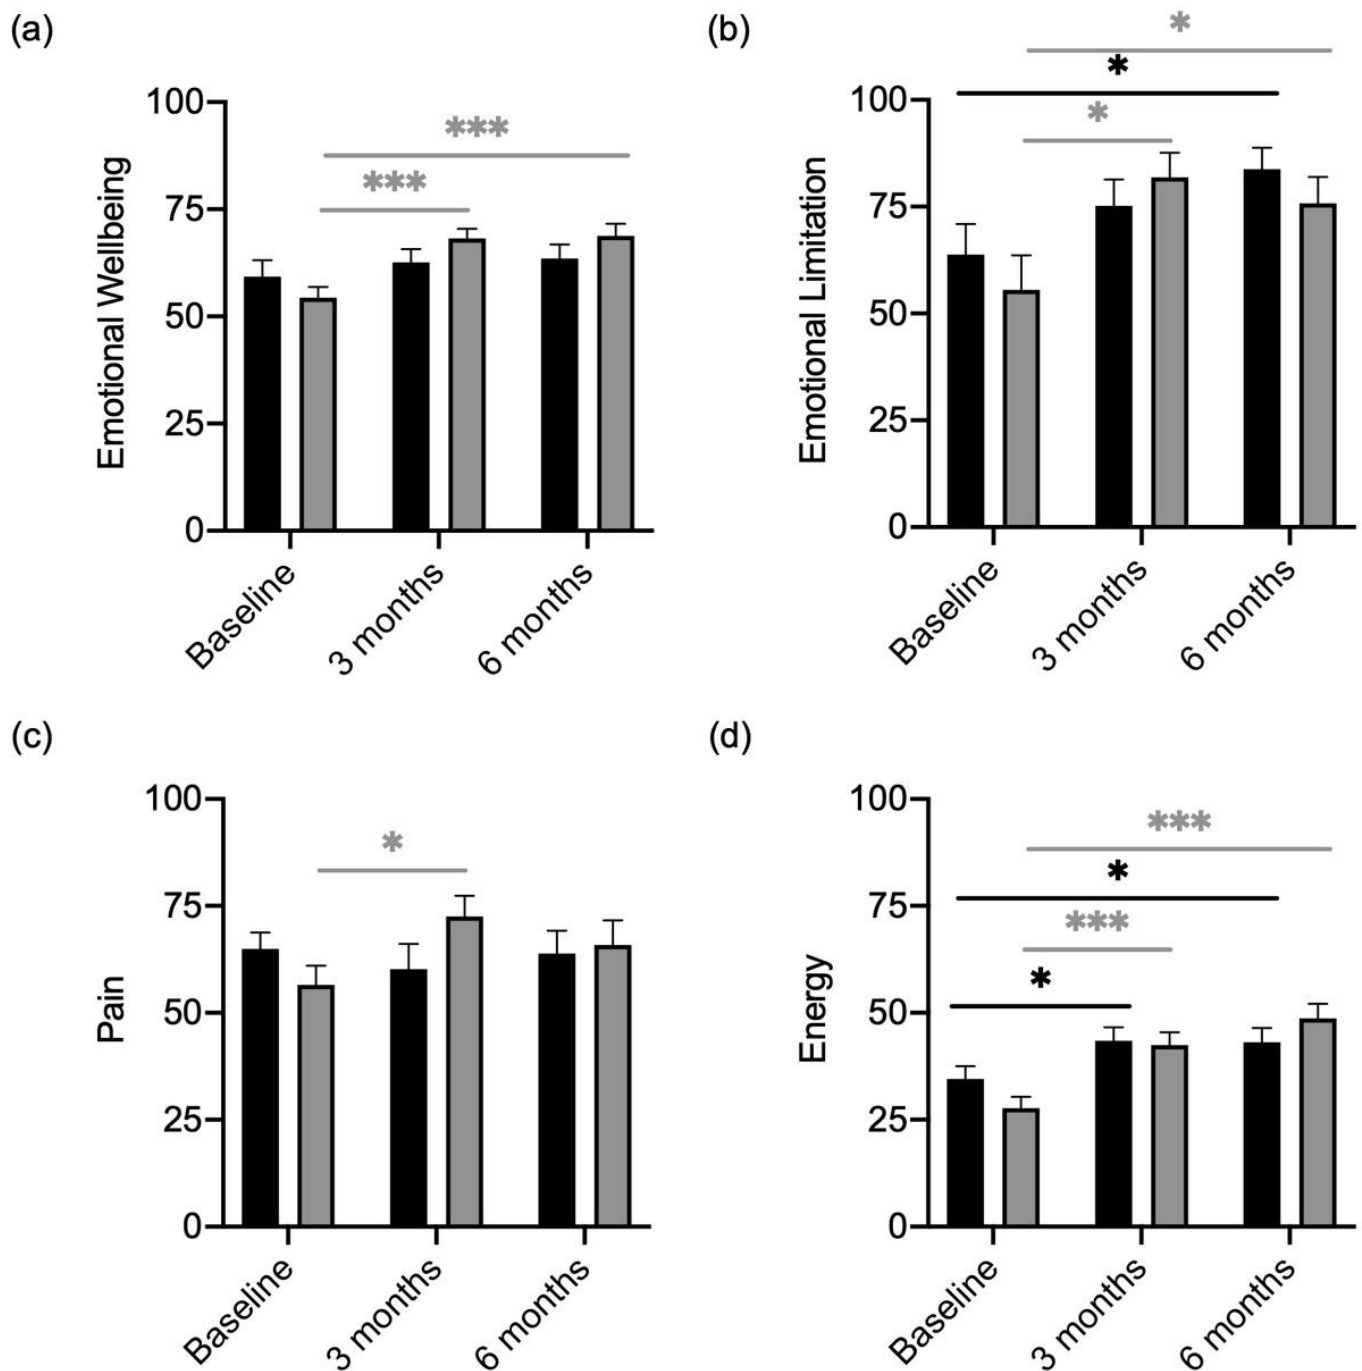 (a)
Emotional Wellbeing
100
75
50
25
0
***
***
Baseline
3 months
6 months
(b)
Emotional Limitation
100
75
50
25
0
*
*
*
Baseline
3 months
6 months
(c)
Pain
100
75
50
25
0
*
Baseline
3 months
6 months
(d)
Energy
100
75
50
25
0
***
*
***
*
Baseline
3 months
6 months